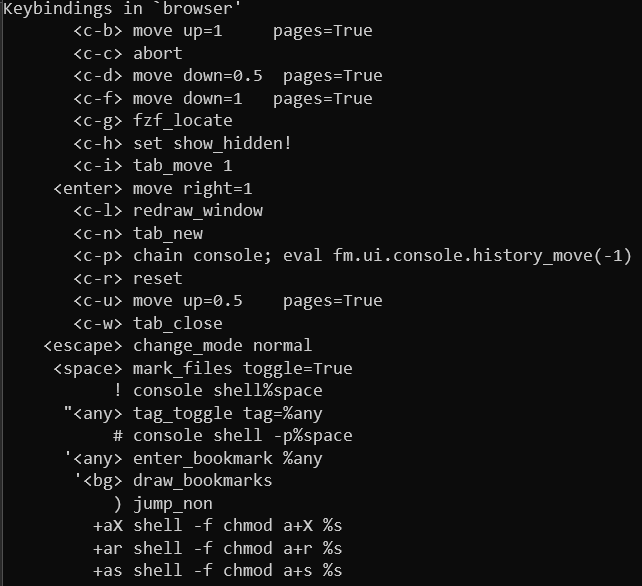 Keybindings in `browser'
<c-b> move up=1     pages=True
<c-c> abort
<c-d> move down=0.5  pages=True
<c-f> move down=1   pages=True
<c-g> fzf_locate
<c-h> set show_hidden!
<c-i> tab_move 1
<enter> move right=1
<c-l> redraw_window
<c-n> tab_new
<c-p> chain console; eval fm.ui.console.history_move(-1)
<c-r> reset
<c-u> move up=0.5    pages=True
<c-w> tab_close
<escape> change_mode normal
<space> mark_files toggle=True
! console shell%space
"<any> tag_toggle tag=%any
# console shell -p%space
'<any> enter_bookmark %any
'<bg> draw_bookmarks
) jump_non
+aX shell -f chmod a+X %s
+ar shell -f chmod a+r %s
+as shell -f chmod a+s %s